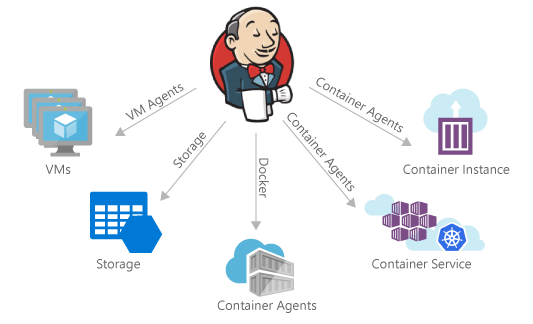 VM Agents
Storage
Docker
Container Agents
Container Agents
VMs
Container Instance
Storage
Container Service
Container Agents